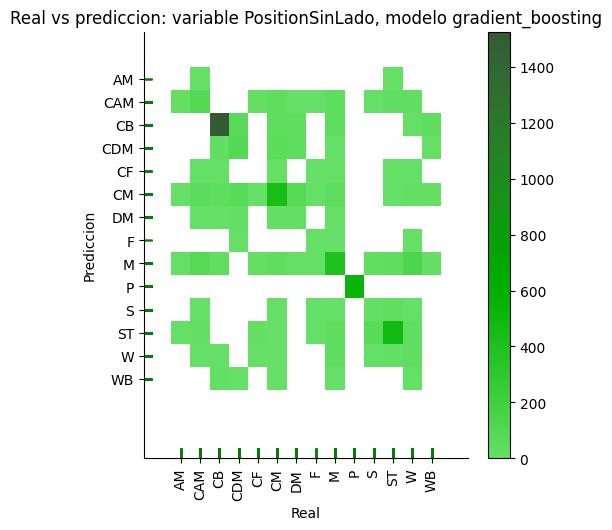 Real vs prediccion: variable PositionSinLado, modelo gradient_boosting
AM
CAM
CB
CDM
CF
CM
DM
F
M
P
S
ST
W
WB
Prediccion
AM
CAM
CB
CDM
CF
CM
DM
F
M
P
S
ST
W
WB
Real
1400
1200
1000
800
600
400
200
0